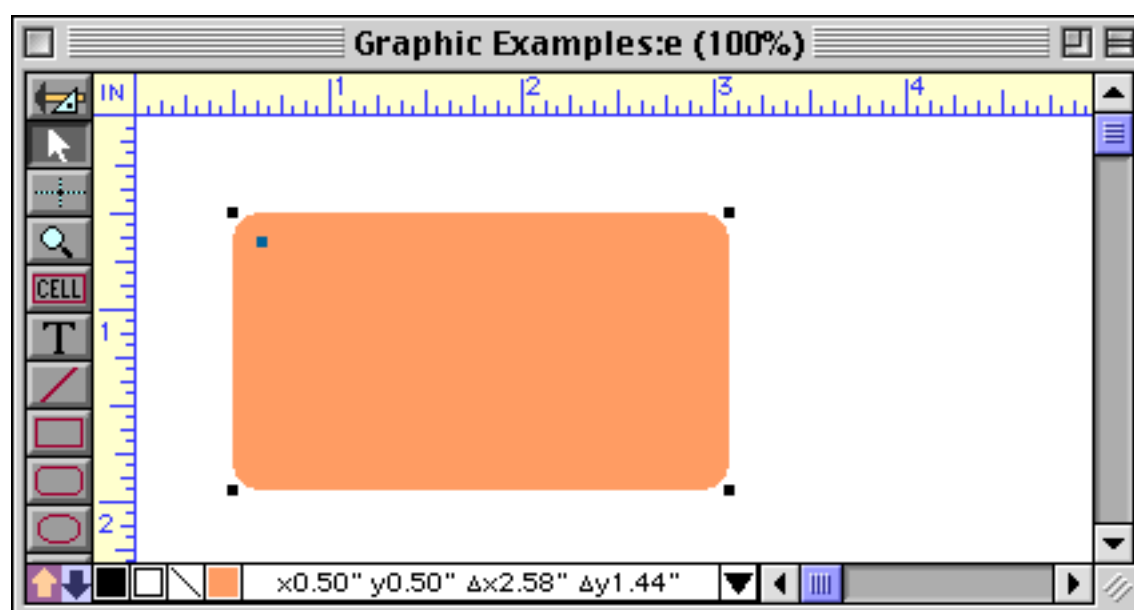 Graphic Examples:e (100%)
IN
1
2
3
4
CELL
T
1
2
x0.50" y0.50" Δx2.58" Δy1.44"